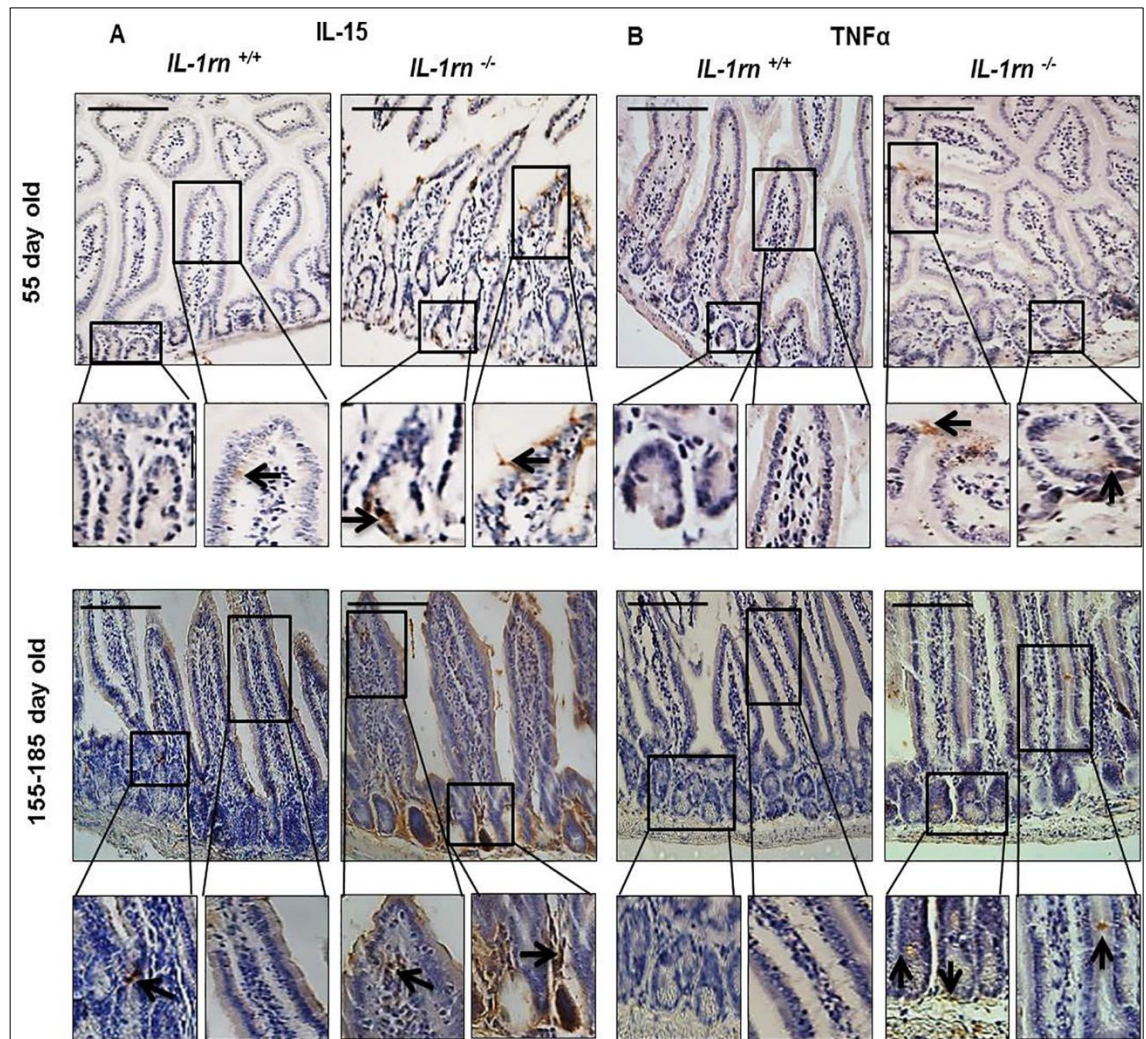 A IL-15 B TNFα
IL-1rn +/+ IL-1rn -/- IL-1rn +/+ IL-1rn -/-
55 day old
155-185 day old